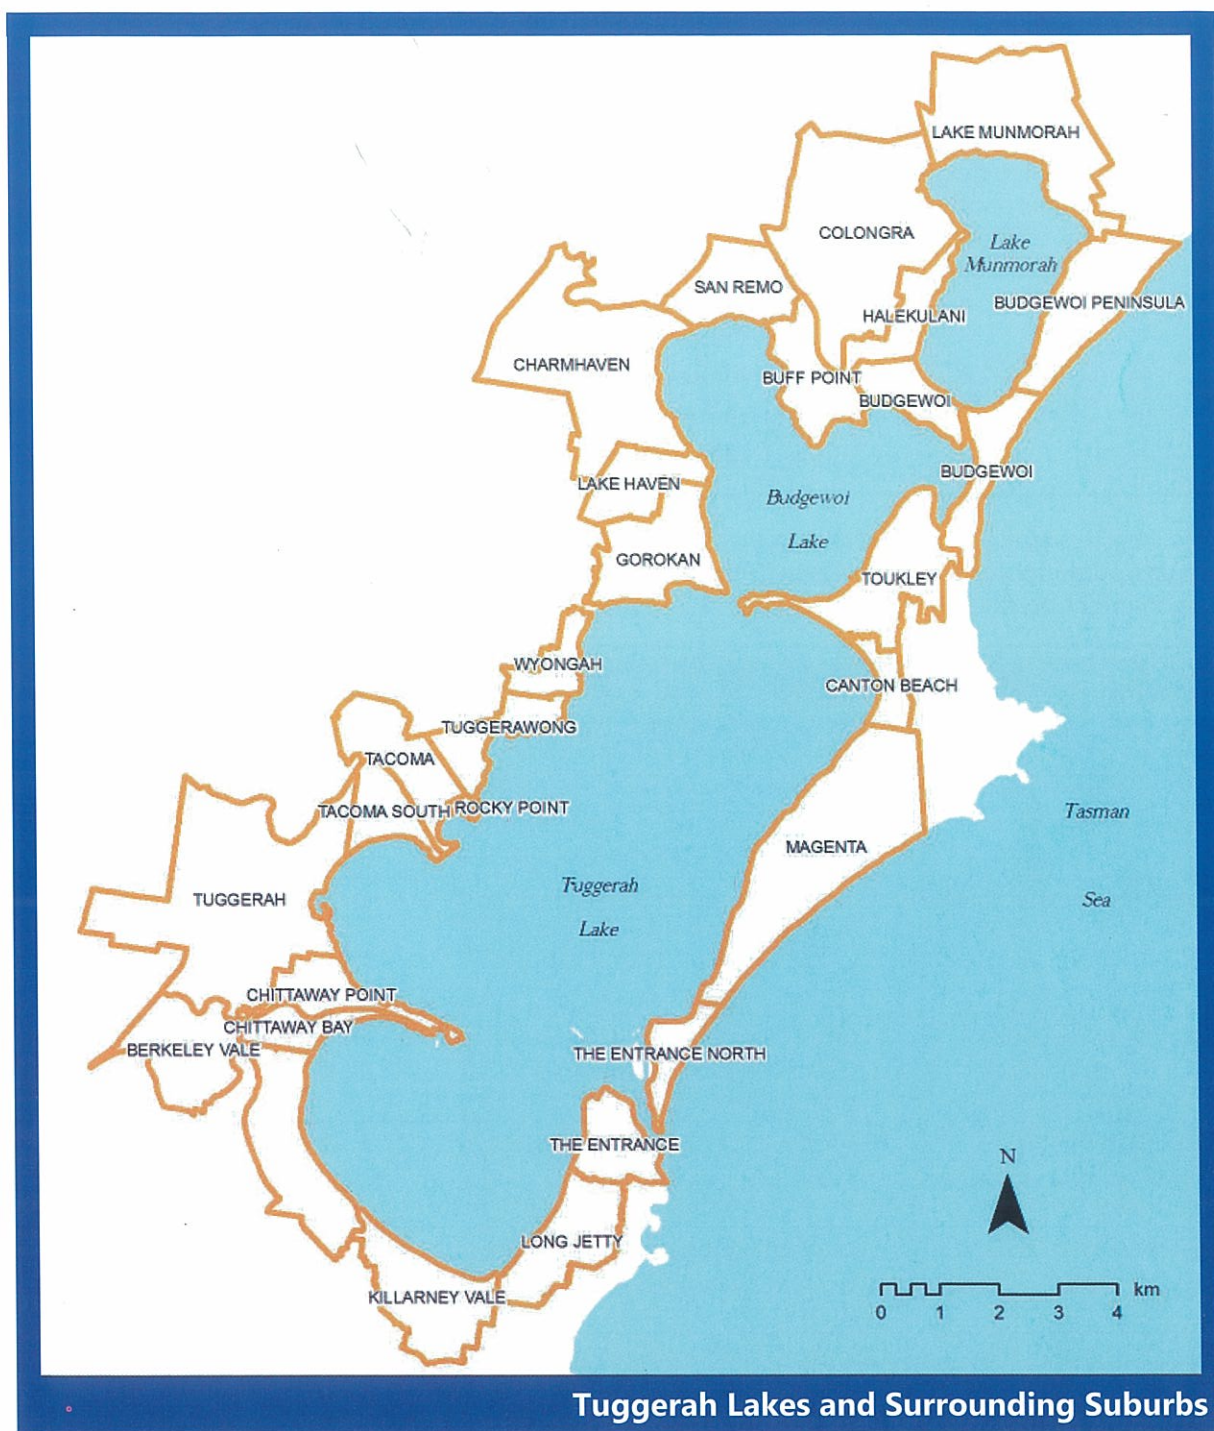 LAKE MUNMORAH
COLONGRA
Lake
Munmorah
SAN REMO
BUDGEWOI PENINSULA
HALEKULANI
CHARMHAVEN
BUFF POINT
BUDGEWOI
BUDGEWOI
LAKE HAVEN
Budgewoi
Lake
GOROKAN
TOUKLEY
WYONGAH
CANTON BEACH
TUGGERAWONG
TACOMA
TACOMA SOUTH
ROCKY POINT
Tasman
Sea
MAGENTA
Tuggerah
Lake
TUGGERAH
CHITTAWAY POINT
CHITTAWAY BAY
BERKELEY VALE
THE ENTRANCE NORTH
THE ENTRANCE
N
LONG JETTY
KILLARNEY VALE
km
0 1 2 3 4
Tuggerah Lakes and Surrounding Suburbs